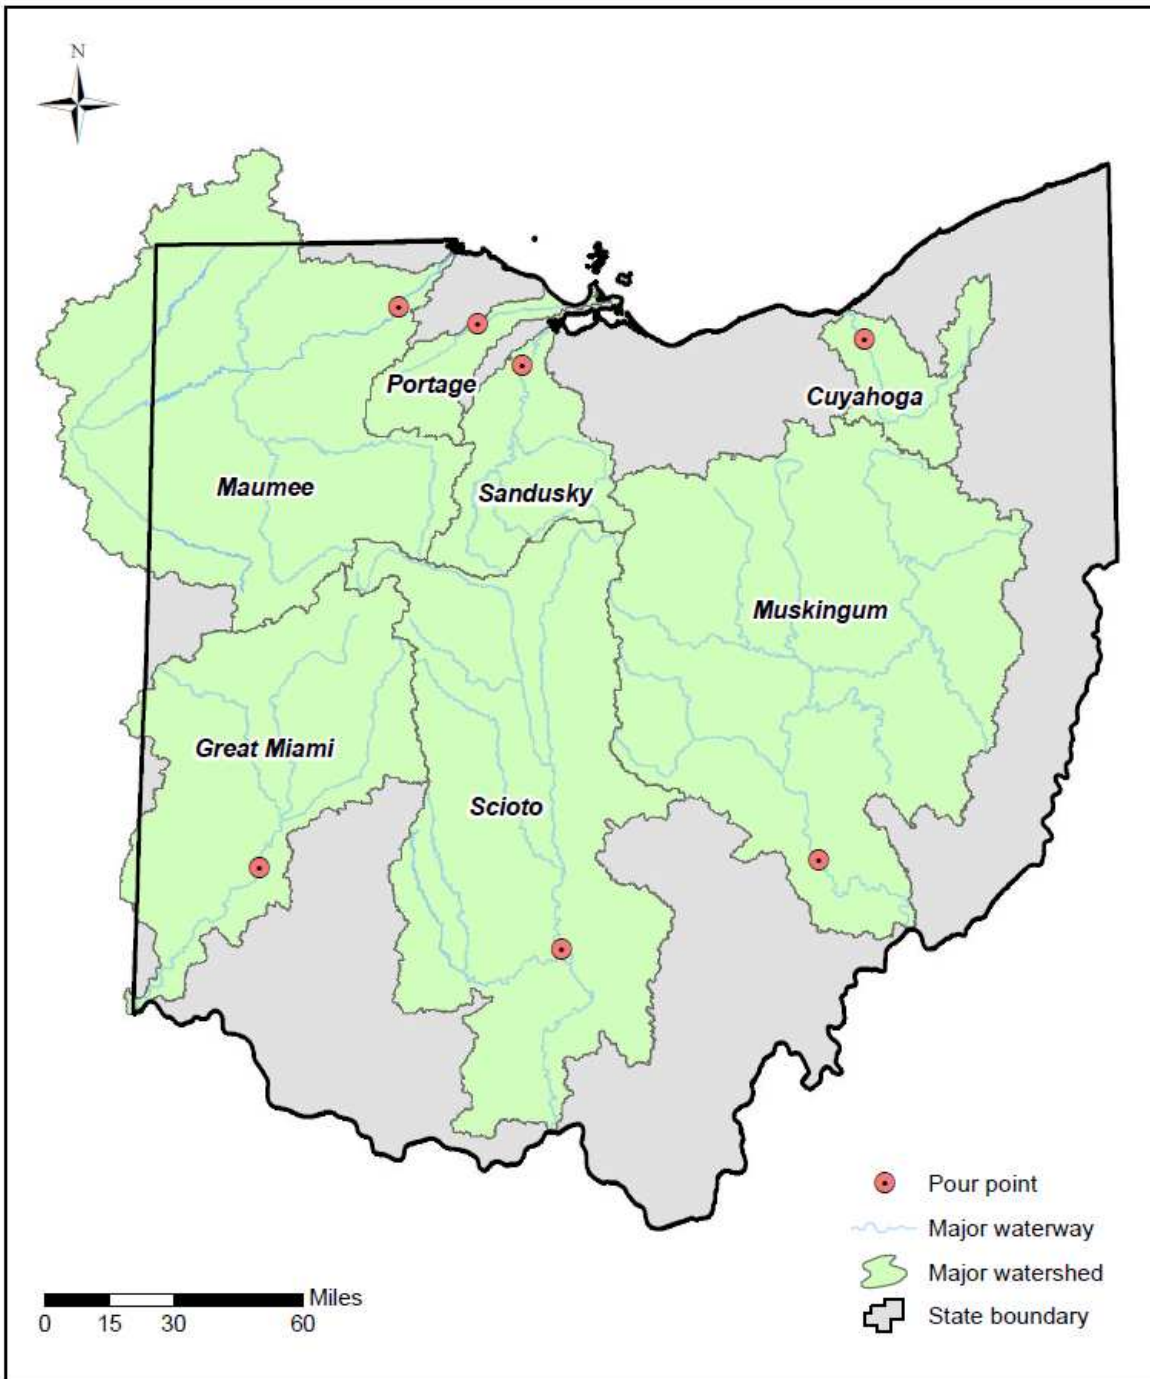 N
Portage
Cuyahoga
Maumee
Sandusky
Muskingum
Great Miami
Scioto
Pour point
Major waterway
Major watershed
State boundary
Miles
0 15 30 60